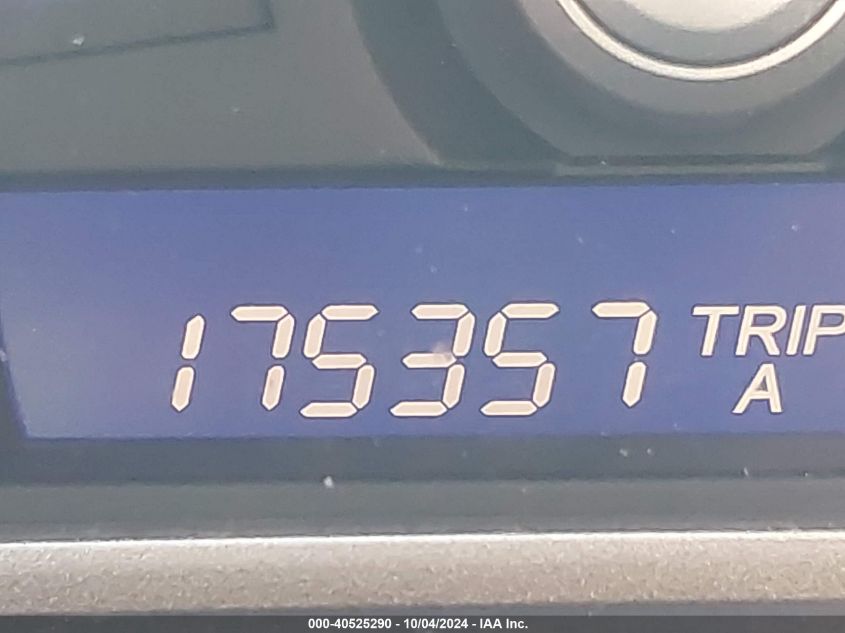 175357 TRIP
A
000-40525290 - 10/04/2024 - IAA Inc.